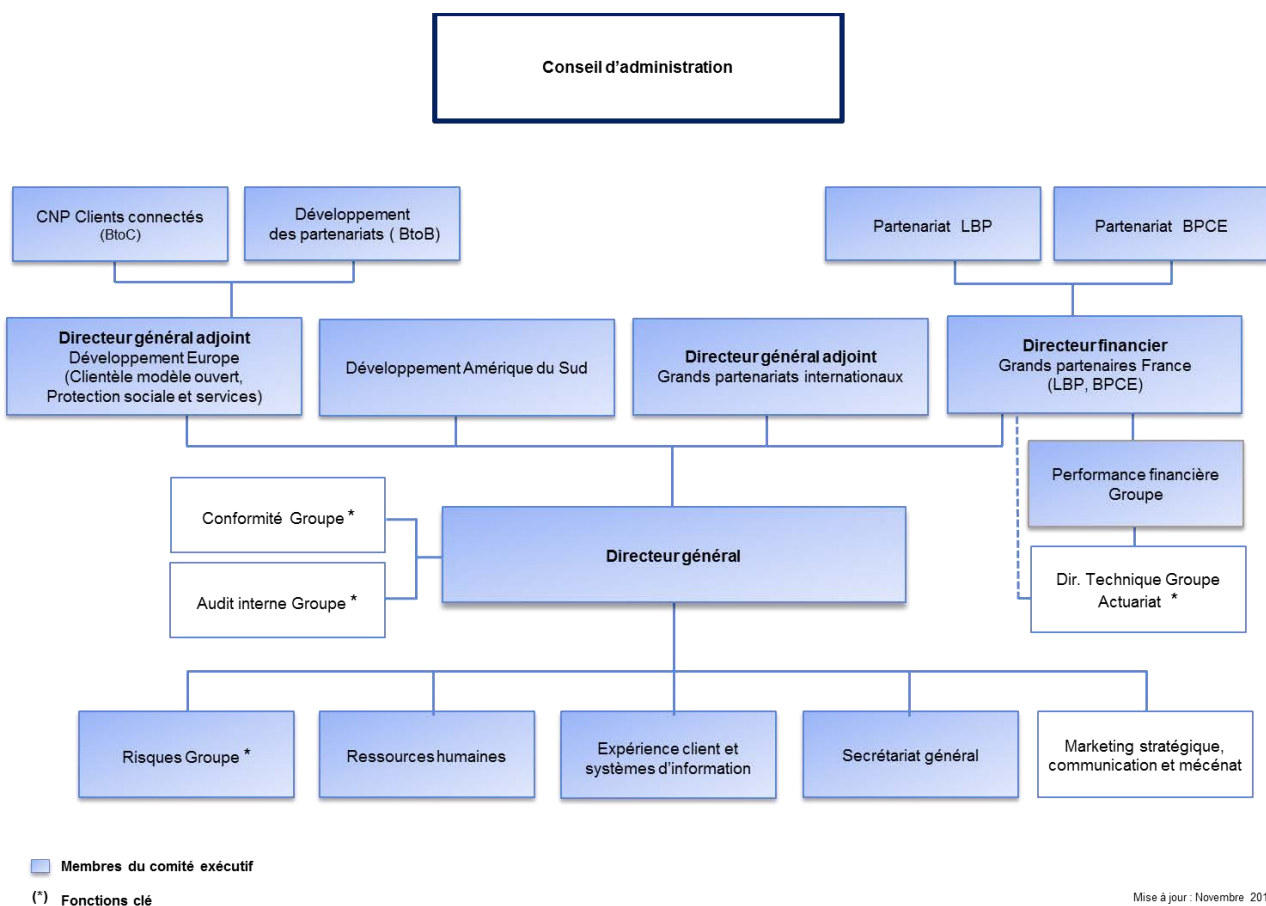 Conseil d'administration
CNP Clients connectés
(BtoC)
Développement
des partenariats ( BtoB)
Partenariat LBP
Partenariat BPCE
Directeur général adjoint
Développement Europe
(Clientèle modèle ouvert,
Protection sociale et services)
Développement Amérique du Sud
Directeur général adjoint
Grands partenariats internationaux
Directeur financier
Grands partenaires France
(LBP, BPCE)
Performance financière
Groupe
Conformité Groupe *
Directeur général
Audit interne Groupe *
Dir. Technique Groupe
Actuariat *
Risques Groupe *
Ressources humaines
Expérience client et
systèmes d'information
Secrétariat général
Marketing stratégique,
communication et mécénat
Membres du comité exécutif
(*) Fonctions clé
Mise à jour : Novembre 201